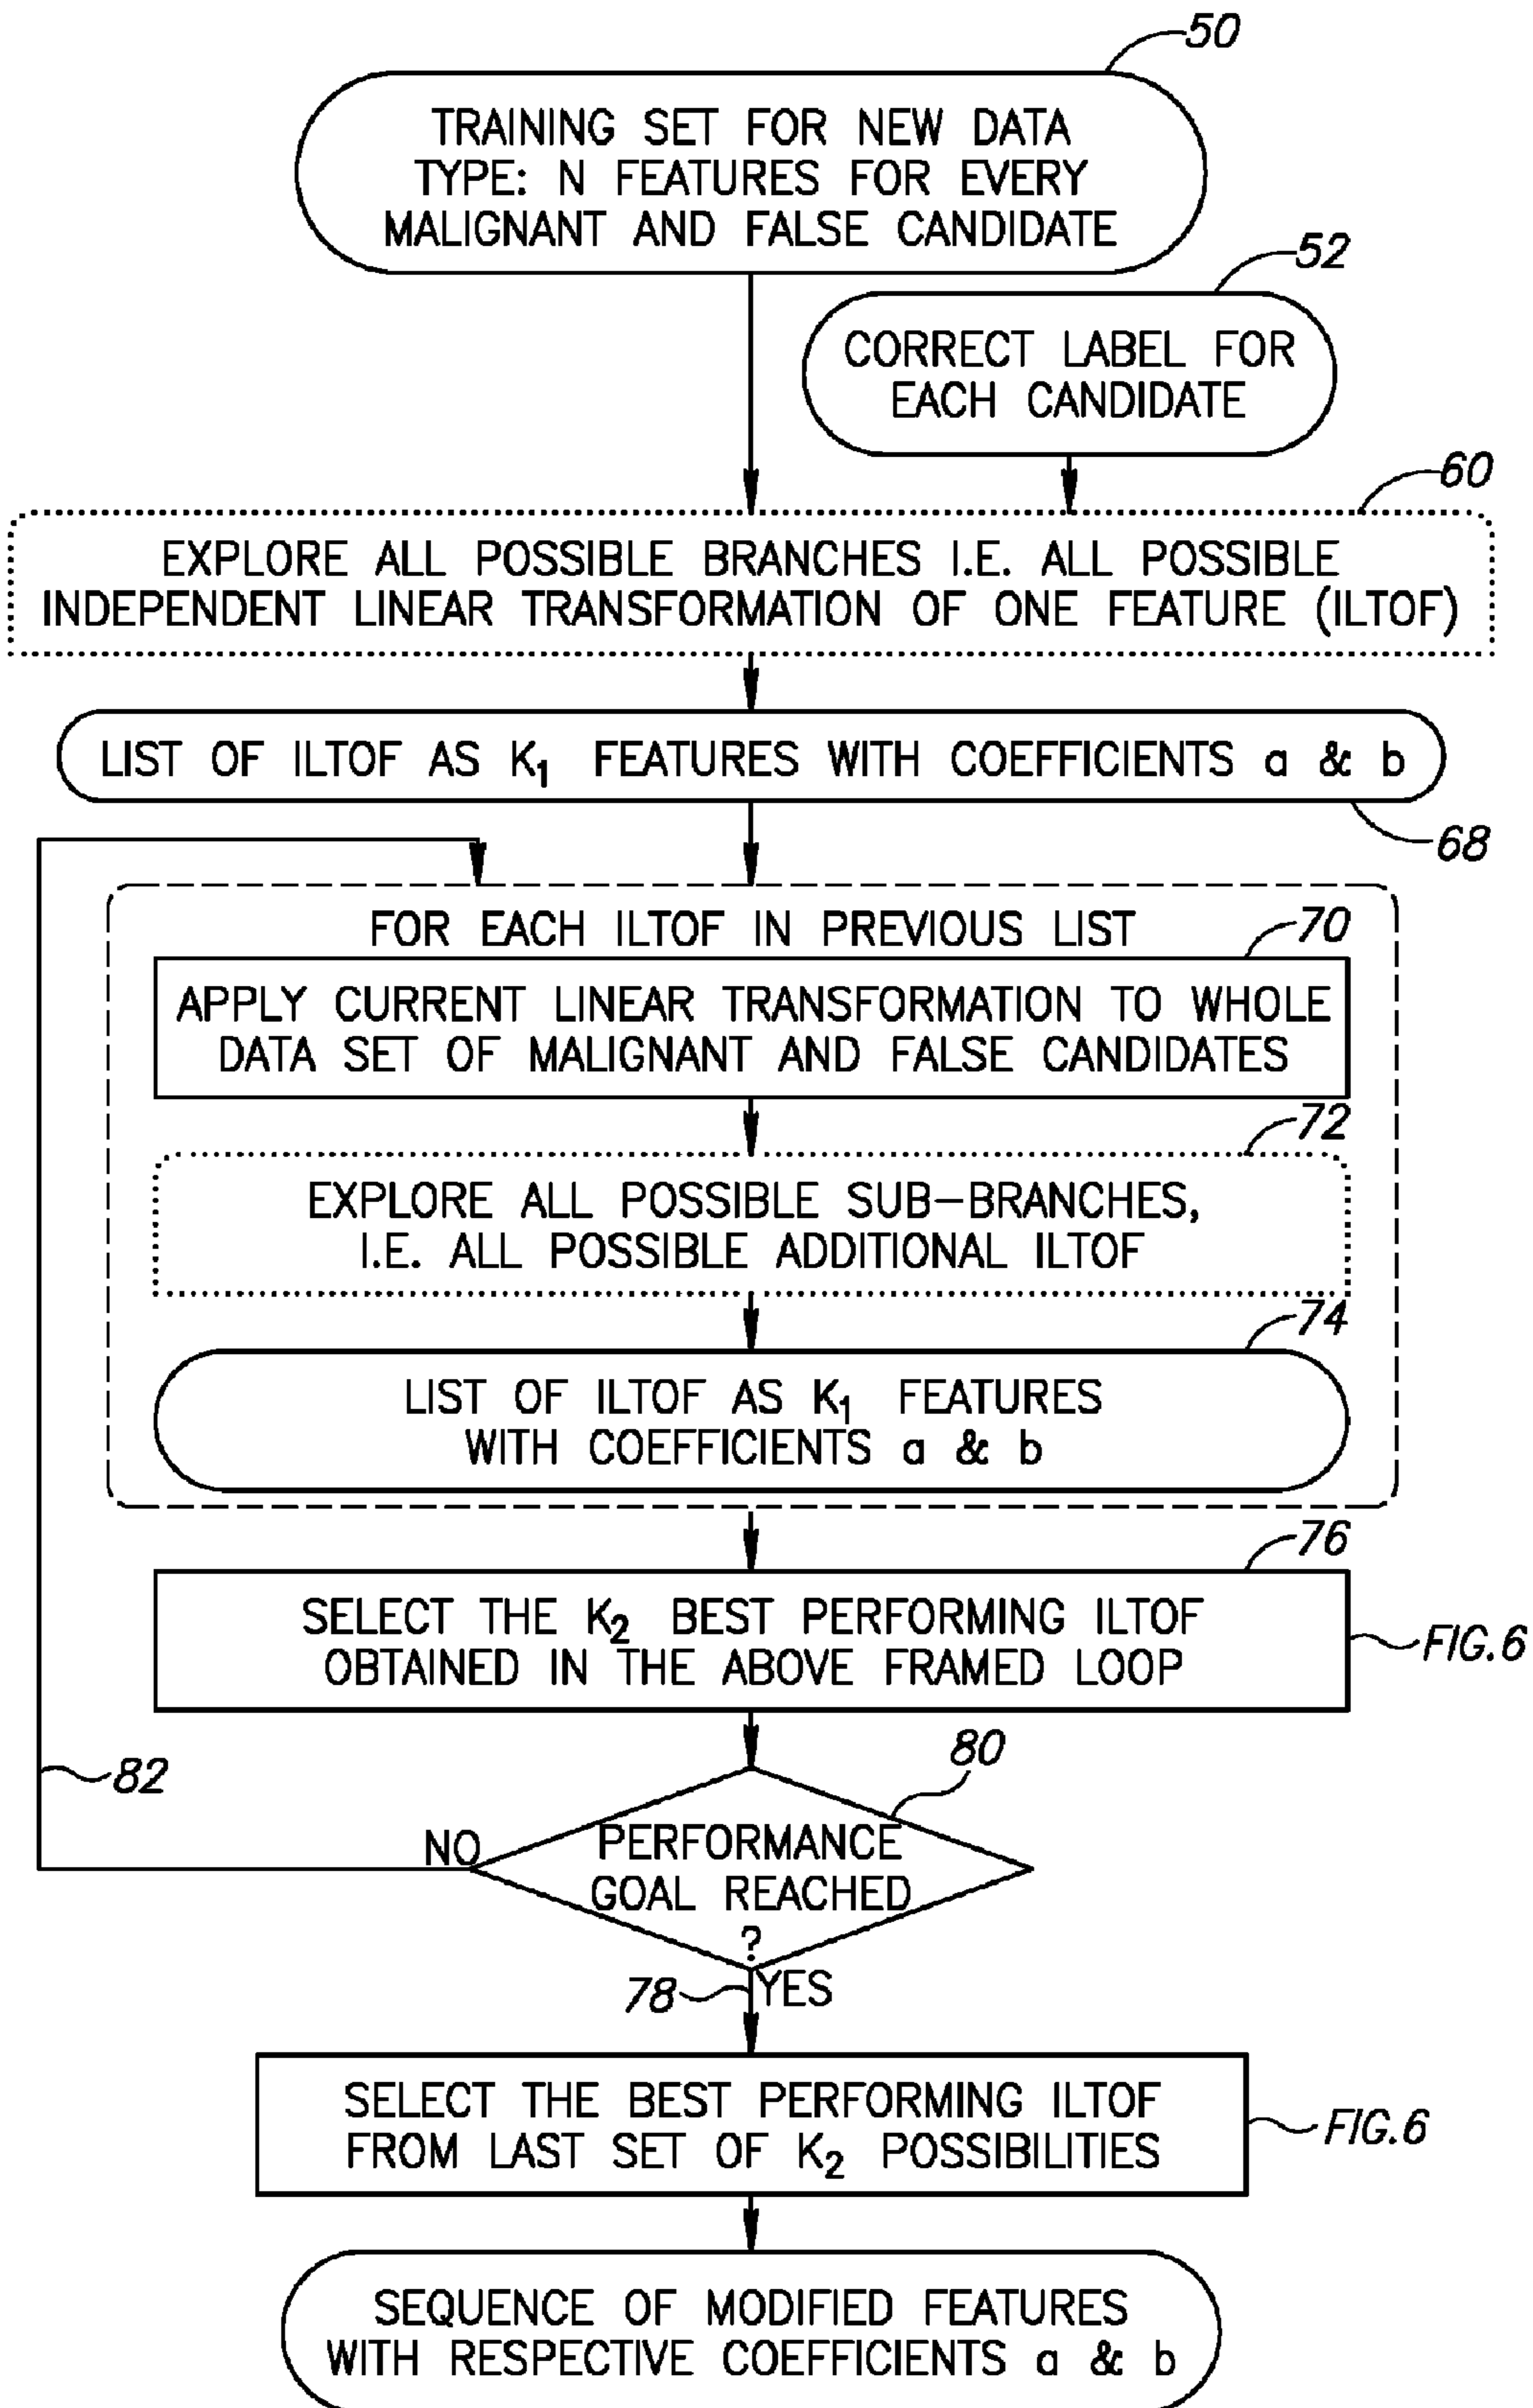 50
TRAINING SET FOR NEW DATA
TYPE: N FEATURES FOR EVERY
MALIGNANT AND FALSE CANDIDATE
52
CORRECT LABEL FOR
EACH CANDIDATE
60
EXPLORE ALL POSSIBLE BRANCHES I.E. ALL POSSIBLE
INDEPENDENT LINEAR TRANSFORMATION OF ONE FEATURE (ILTOF)
LIST OF ILTOF AS K1 FEATURES WITH COEFFICIENTS a & b
68
FOR EACH ILTOF IN PREVIOUS LIST
70
APPLY CURRENT LINEAR TRANSFORMATION TO WHOLE
DATA SET OF MALIGNANT AND FALSE CANDIDATES
72
EXPLORE ALL POSSIBLE SUB-BRANCHES,
I.E. ALL POSSIBLE ADDITIONAL ILTOF
74
LIST OF ILTOF AS K1 FEATURES
WITH COEFFICIENTS a & b
76
SELECT THE K2 BEST PERFORMING ILTOF
OBTAINED IN THE ABOVE FRAMED LOOP
FIG.6
80
82
NO
PERFORMANCE
GOAL REACHED
?
78
YES
SELECT THE BEST PERFORMING ILTOF
FROM LAST SET OF K2 POSSIBILITIES
FIG.6
SEQUENCE OF MODIFIED FEATURES
WITH RESPECTIVE COEFFICIENTS a & b